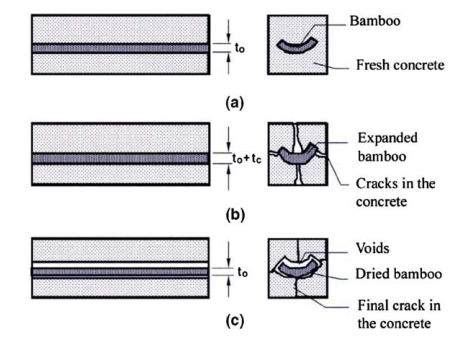 Bamboo
to
Fresh concrete
(a)
Expanded
bamboo
to + tc
Cracks in the
concrete
(b)
Voids
to
Dried bamboo
Final crack in
the concrete
(c)